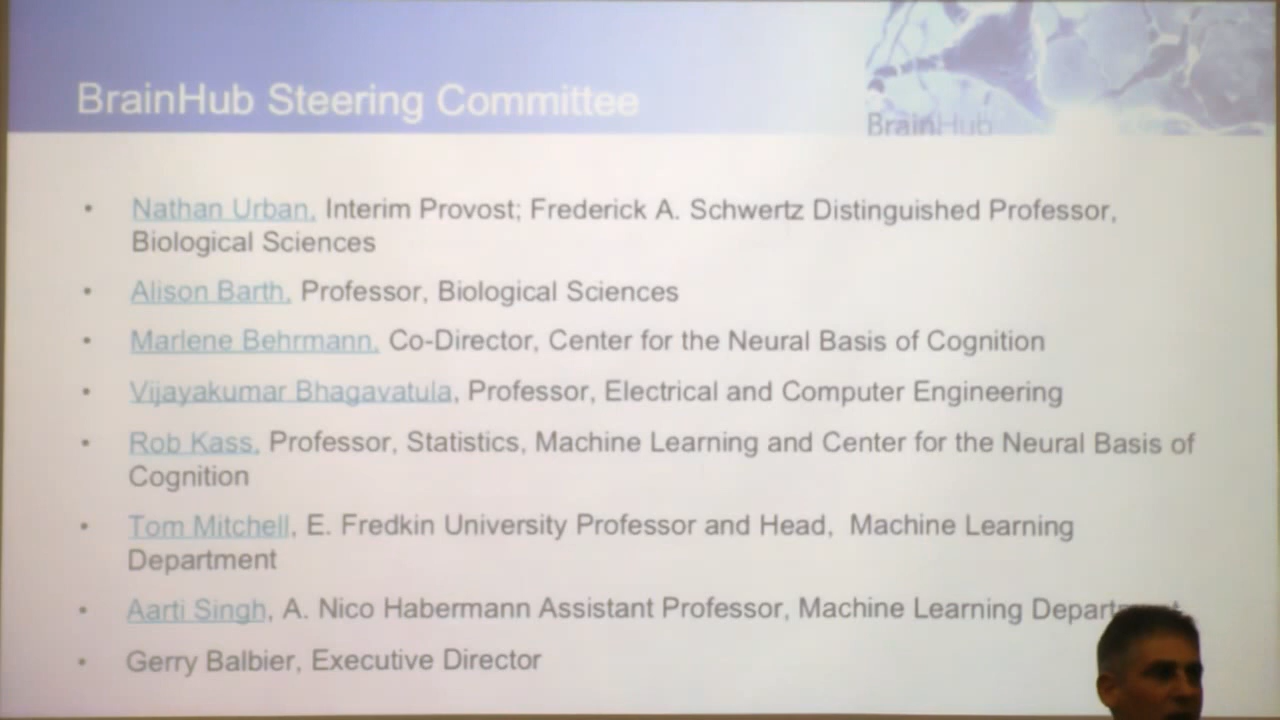 BrainHub Steering Committee
BrainHub
• Nathan Urban, Interim Provost; Frederick A. Schwertz Distinguished Professor,
Biological Sciences
• Alison Barth, Professor, Biological Sciences
• Marlene Behrmann, Co-Director, Center for the Neural Basis of Cognition
• Vijayakumar Bhagavatula, Professor, Electrical and Computer Engineering
• Rob Kass, Professor, Statistics, Machine Learning and Center for the Neural Basis of
Cognition
• Tom Mitchell, E. Fredkin University Professor and Head, Machine Learning
Department
• Aarti Singh, A. Nico Habermann Assistant Professor, Machine Learning
• Gerry Balbier, Executive Director